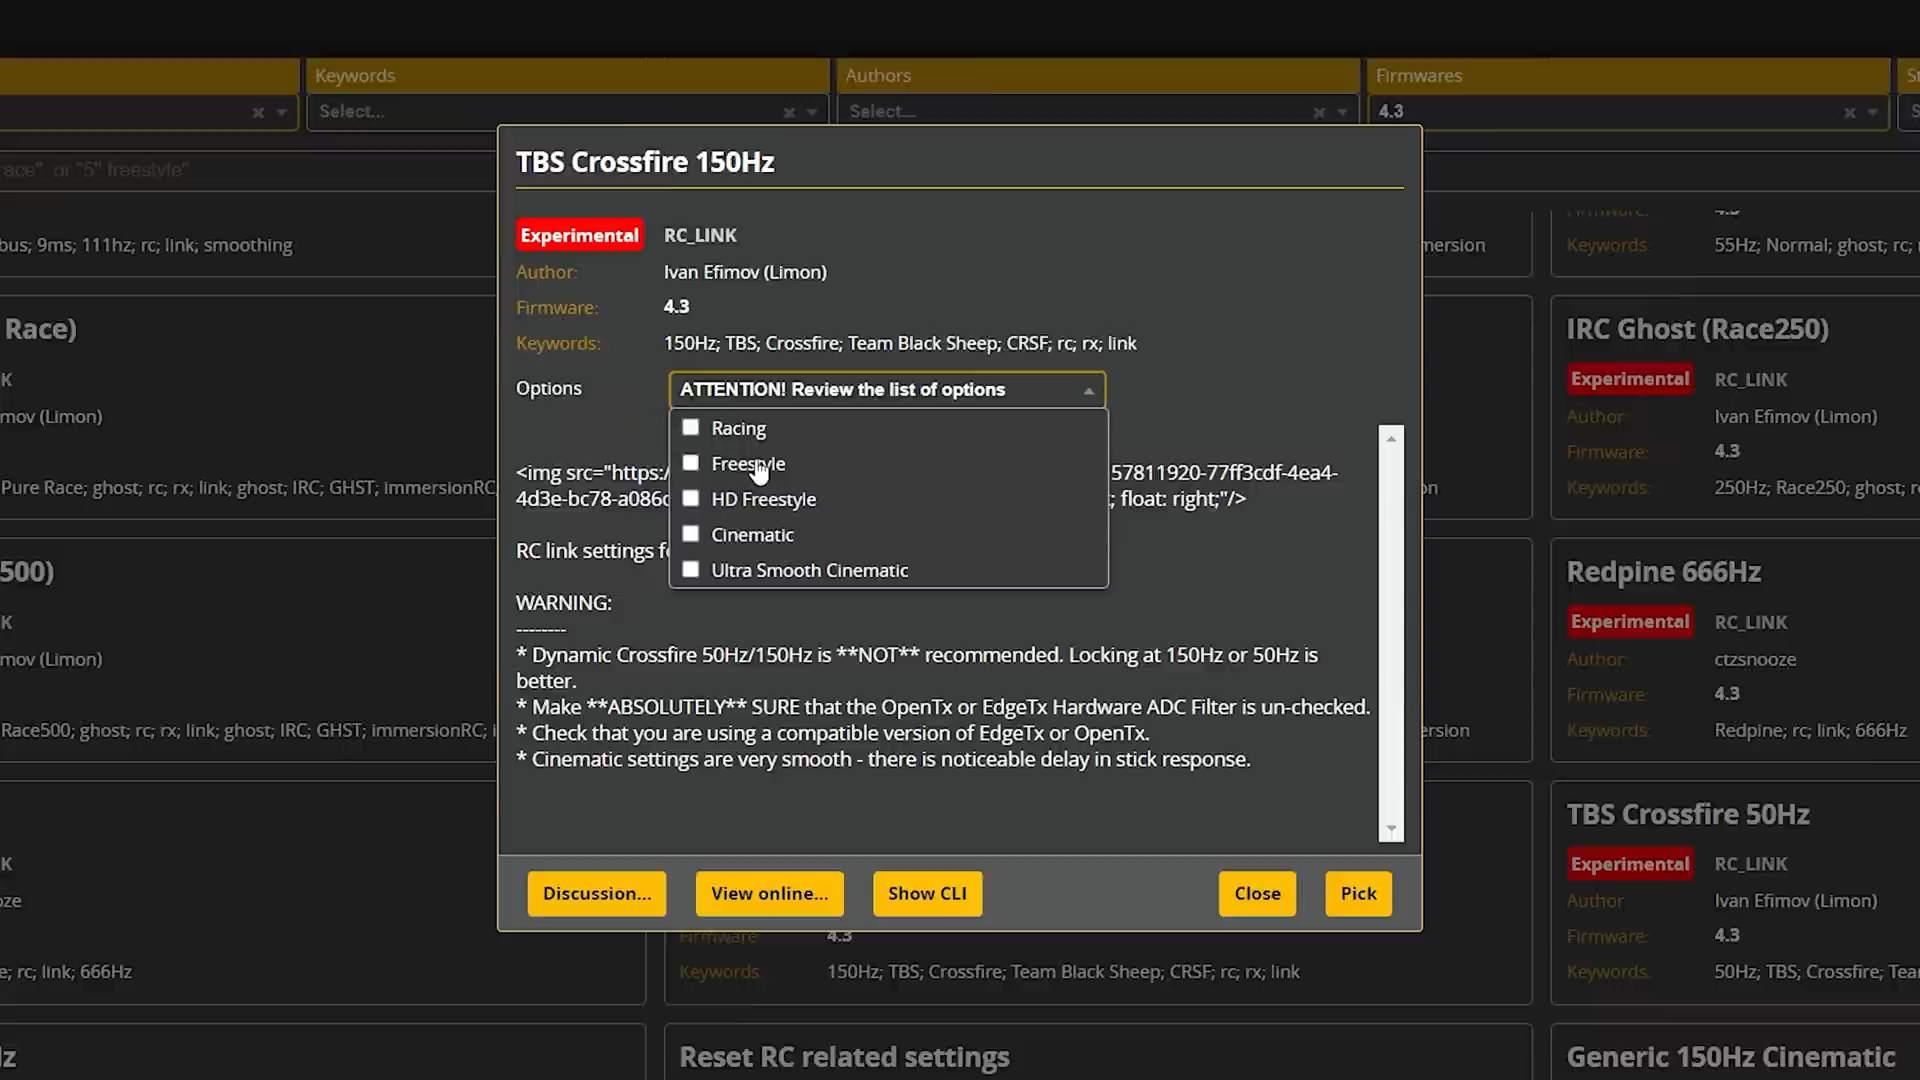 Keywords
Authors
Firmwares
St
Select...
Select...
4.3
S
ace" or "5" freestyle"
TBS Crossfire 150Hz
Experimental RC_LINK
Author: Ivan Efimov (Limon)
Firmware: 4.3
Keywords: 150Hz; TBS; Crossfire; Team Black Sheep; CRSF; rc; rx; link
Options ATTENTION! Review the list of options
Racing
Freestyle
HD Freestyle
Cinematic
Ultra Smooth Cinematic
<img src="https:/ 57811920-77ff3cdf-4ea4-
4d3e-bc78-a086c ; float: right;"/>
RC link settings f
WARNING:
--------
* Dynamic Crossfire 50Hz/150Hz is **NOT** recommended. Locking at 150Hz or 50Hz is
better.
* Make **ABSOLUTELY** SURE that the OpenTx or EdgeTx Hardware ADC Filter is un-checked.
* Check that you are using a compatible version of EdgeTx or OpenTx.
* Cinematic settings are very smooth - there is noticeable delay in stick response.
Discussion...
View online...
Show CLI
Close
Pick
bus; 9ms; 111hz; rc; link; smoothing
Race)
K
mov (Limon)
Pure Race; ghost; rc; rx; link; ghost; IRC; GHST; immersionRC
500)
K
mov (Limon)
Race500; ghost; rc; rx; link; ghost; IRC; GHST; immersionRC; i
K
oze
e; rc; link; 666Hz
Hz
mersion
on
ersion
Firmware: 4.3
Keywords: 150Hz; TBS; Crossfire; Team Black Sheep; CRSF; rc; rx; link
Reset RC related settings
Keywords: 55Hz; Normal; ghost; rc;
IRC Ghost (Race250)
Experimental RC_LINK
Author: Ivan Efimov (Limon)
Firmware: 4.3
Keywords: 250Hz; Race250; ghost; r
Redpine 666Hz
Experimental RC_LINK
Author: ctzsnooze
Firmware: 4.3
Keywords: Redpine; rc; link; 666Hz
TBS Crossfire 50Hz
Experimental RC_LINK
Author: Ivan Efimov (Limon)
Firmware: 4.3
Keywords: 50Hz; TBS; Crossfire; Tea
Generic 150Hz Cinematic